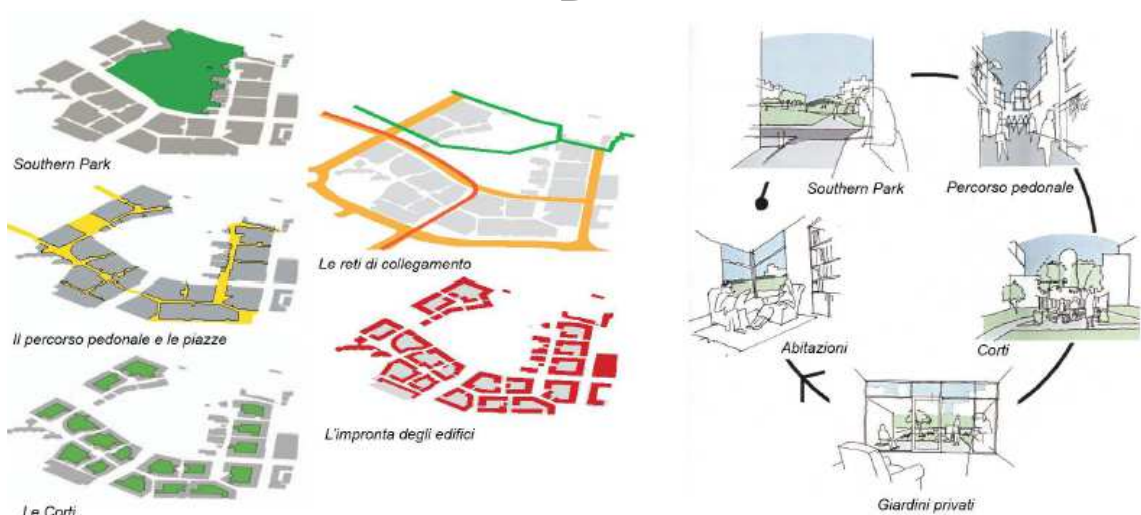 Southern Park
Il percorso pedonale e le piazze
Le Corti
Le reti di collegamento
L'impronta degli edifici
Southern Park
Percorso pedonale
Abitazioni
Corti
Giardini privati